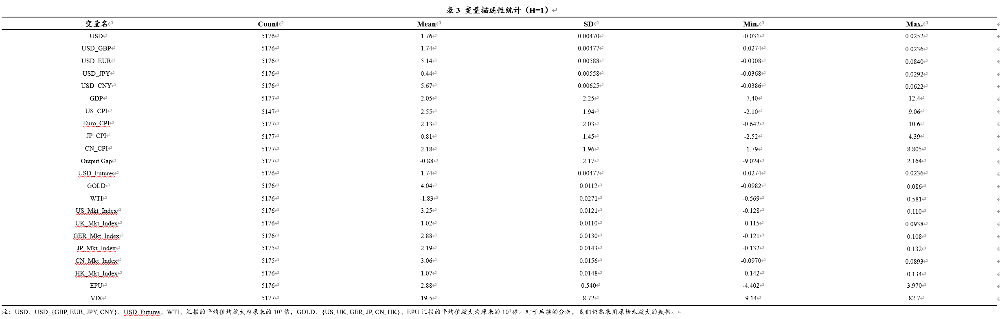 表 3 变量描述性统计（H=1）
变量名 Count Mean SD Min. Max.
USD 5176 1.76 0.00470 -0.031 0.0252
USD_GBP 5176 1.74 0.00477 -0.0274 0.0236
USD_EUR 5176 5.14 0.00588 -0.0308 0.0840
USD_JPY 5176 0.44 0.00558 -0.0368 0.0292
USD_CNY 5176 5.67 0.00625 -0.0386 0.0622
GDP 5177 2.05 2.25 -7.40 12.4
US_CPI 5147 2.55 1.94 -2.10 9.06
Euro_CPI 5177 2.13 2.03 -0.642 10.6
JP_CPI 5177 0.81 1.45 -2.52 4.39
CN_CPI 5177 2.18 1.96 -1.79 8.805
Output Gap 5177 -0.88 2.17 -9.024 2.164
USD_Futures 5176 1.74 0.00477 -0.0274 0.0236
GOLD 5176 4.04 0.0112 -0.0982 0.086
WTI 5176 -1.83 0.0271 -0.569 0.581
US_Mkt_Index 5176 3.25 0.0121 -0.128 0.110
UK_Mkt_Index 5176 1.02 0.0110 -0.115 0.0938
GER_Mkt_Index 5176 2.88 0.0130 -0.121 0.108
JP_Mkt_Index 5175 2.19 0.0143 -0.132 0.132
CN_Mkt_Index 5175 3.06 0.0156 -0.0970 0.0893
HK_Mkt_Index 5176 1.07 0.0148 -0.142 0.134
EPU 5176 2.88 0.540 -4.402 3.970
VIX 5177 19.5 8.72 9.14 82.7
注：USD、USD_{GBP, EUR, JPY, CNY}、USD_Futures、WTI、汇报的平均值均放大为原来的 10⁵ 倍，GOLD、{US, UK, GER, JP, CN, HK}、EPU 汇报的平均值放大为原来的 10⁴ 倍。对于后续的分析，我们仍然采用原始未放大的数据。